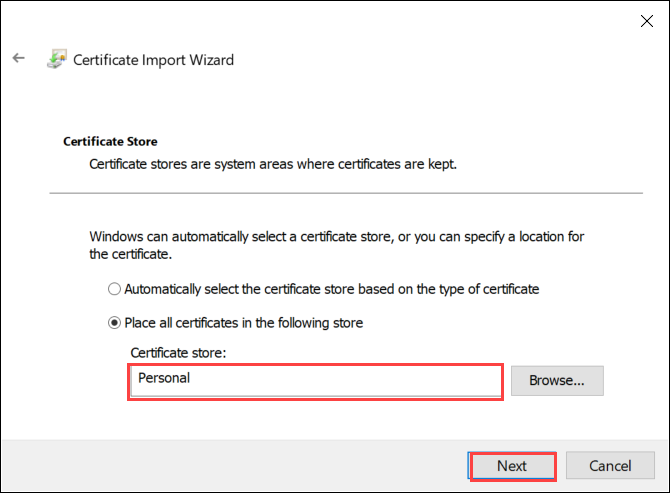 Certificate Import Wizard
Certificate Store
Certificate stores are system areas where certificates are kept.
Windows can automatically select a certificate store, or you can specify a location for
the certificate.
Automatically select the certificate store based on the type of certificate
Place all certificates in the following store
Certificate store:
Personal
Browse...
Next
Cancel